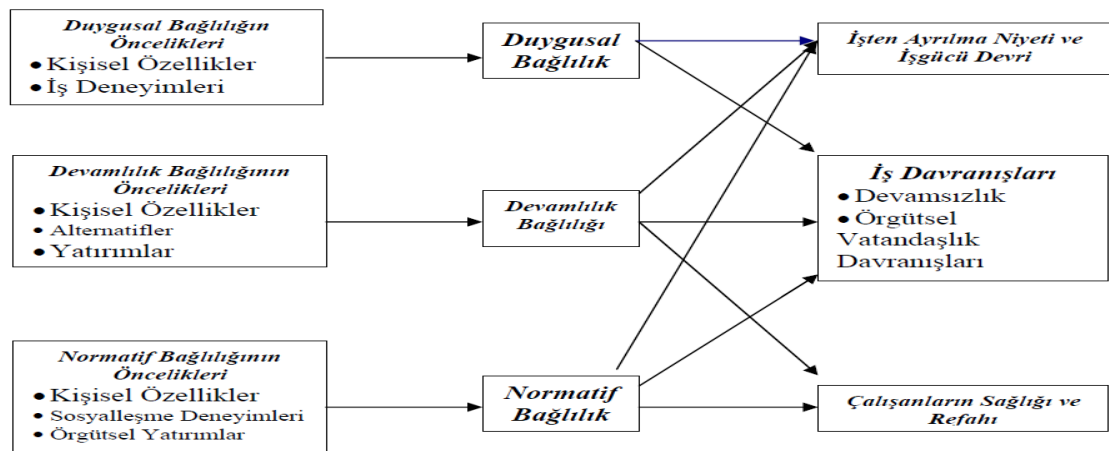 Duygusal Bağlılığın
Öncelikleri
● Kişisel Özellikler
● İş Deneyimleri
Duygusal
Bağlılık
İşten Ayrılma Niyeti ve
İşgücü Devri
Devamlılık Bağlılığının
Öncelikleri
● Kişisel Özellikler
● Alternatifler
● Yatırımlar
Devamlılık
Bağlılığı
İş Davranışları
● Devamsızlık
● Örgütsel
Vatandaşlık
Davranışları
Normatif Bağlılığının
Öncelikleri
● Kişisel Özellikler
● Sosyalleşme Deneyimleri
● Örgütsel Yatırımlar
Normatif
Bağlılık
Çalışanların Sağlığı ve
Refahı